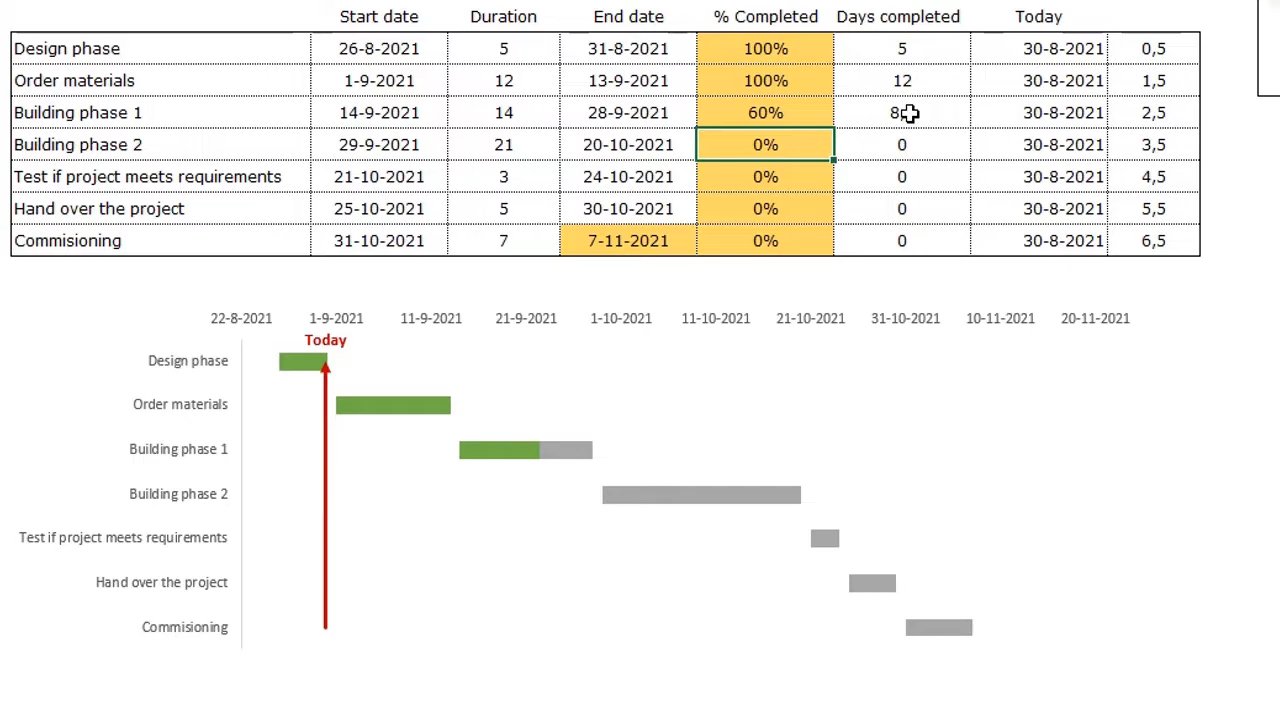 Start date Duration End date % Completed Days completed Today
Design phase 26-8-2021 5 31-8-2021 100% 5 30-8-2021 0,5
Order materials 1-9-2021 12 13-9-2021 100% 12 30-8-2021 1,5
Building phase 1 14-9-2021 14 28-9-2021 60% 30-8-2021 2,5
Building phase 2 29-9-2021 21 20-10-2021 0% 0 30-8-2021 3,5
Test if project meets requirements 21-10-2021 3 24-10-2021 0% 0 30-8-2021 4,5
Hand over the project 25-10-2021 5 30-10-2021 0% 0 30-8-2021 5,5
Commisioning 31-10-2021 7 7-11-2021 0% 0 30-8-2021 6,5
22-8-2021 1-9-2021 11-9-2021 21-9-2021 1-10-2021 11-10-2021 21-10-2021 31-10-2021 10-11-2021 20-11-2021
Today
Design phase
Order materials
Building phase 1
Building phase 2
Test if project meets requirements
Hand over the project
Commisioning